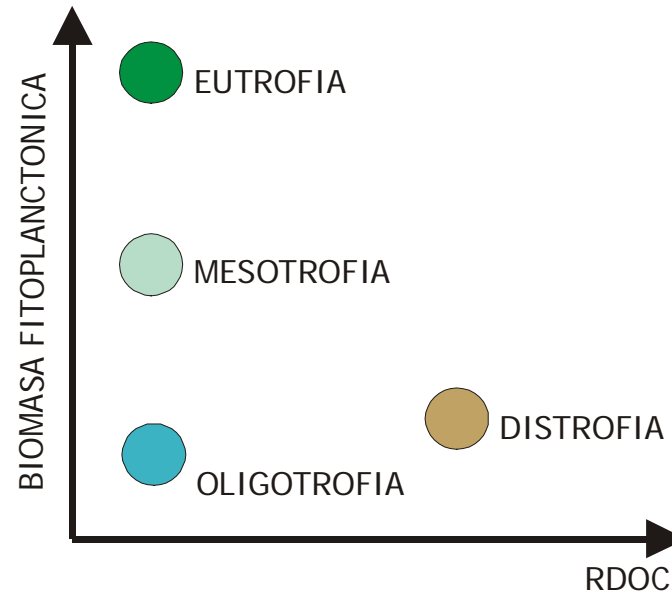 BIOMASA FITOPLANCTONICA
EUTROFIA
MESOTROFIA
DISTROFIA
OLIGOTROFIA
RDOC